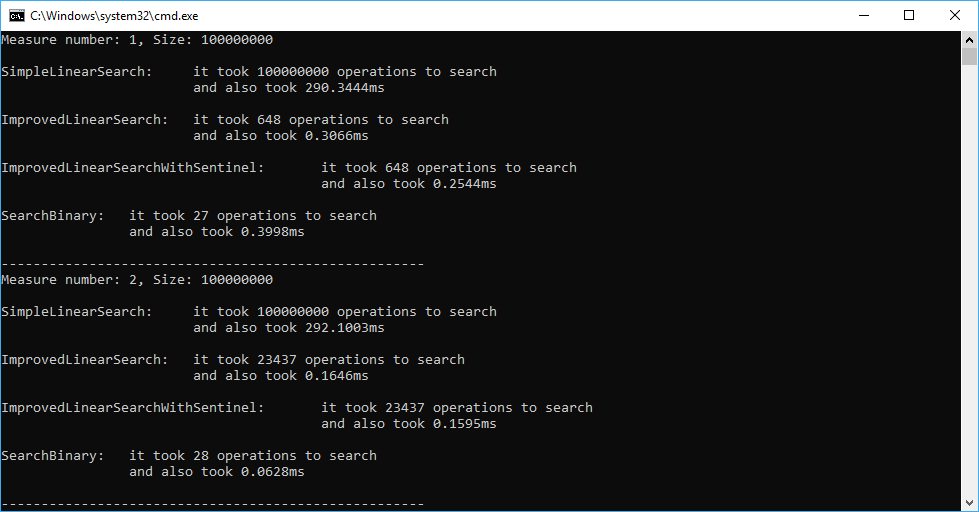 C:\Windows\system32\cmd.exe
Measure number: 1, Size: 100000000
SimpleLinearSearch: it took 100000000 operations to search
and also took 290.3444ms
ImprovedLinearSearch: it took 648 operations to search
and also took 0.3066ms
ImprovedLinearSearchWithSentinel: it took 648 operations to search
and also took 0.2544ms
SearchBinary: it took 27 operations to search
and also took 0.3998ms
-----------------------------------------------------
Measure number: 2, Size: 100000000
SimpleLinearSearch: it took 100000000 operations to search
and also took 292.1003ms
ImprovedLinearSearch: it took 23437 operations to search
and also took 0.1646ms
ImprovedLinearSearchWithSentinel: it took 23437 operations to search
and also took 0.1595ms
SearchBinary: it took 28 operations to search
and also took 0.0628ms
-----------------------------------------------------